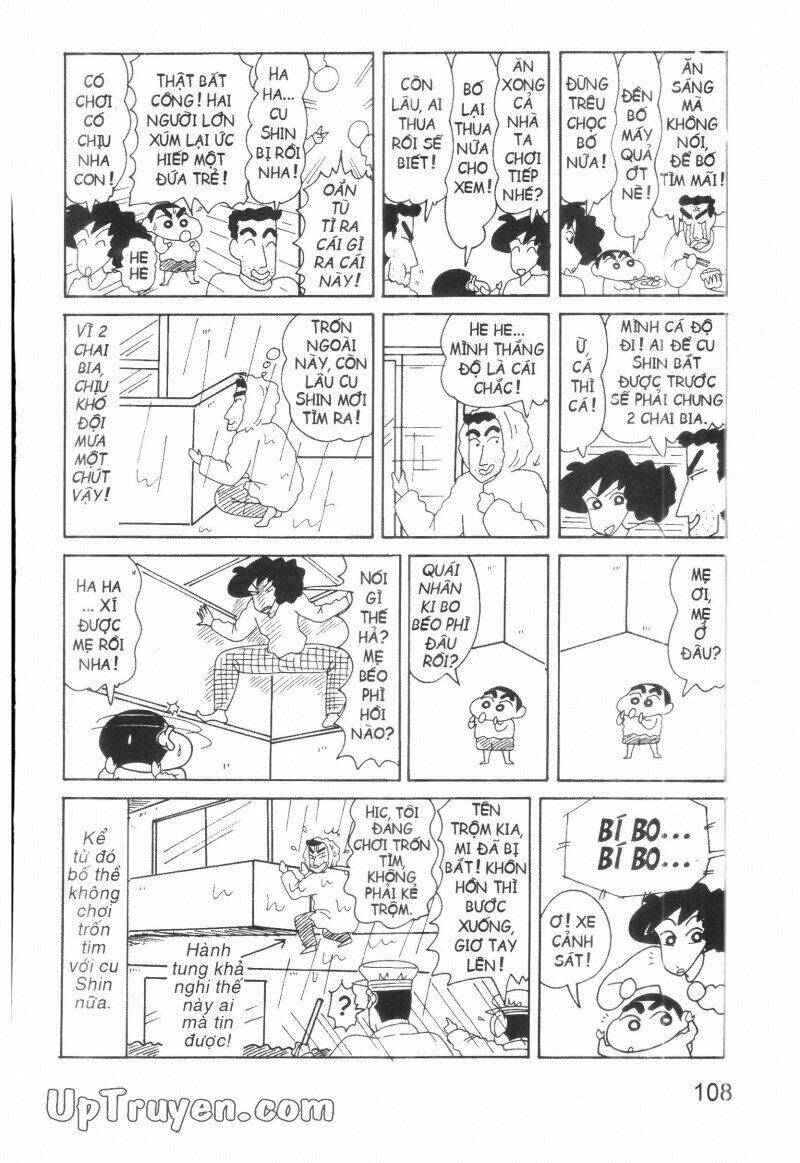 ĂN
SÁNG
MÀ
KHÔNG
NÓI,
ĐỂ BỐ
TÌM MÃI!
ĐỀN
BỐ
MẤY
QUẢ
ỚT
NÈ!
ĐỪNG
TRÊU
CHỌC
BỐ
NỮA!
ĂN
XONG
CẢ
NHÀ
TA
CHƠI
TIẾP
NHÉ?
BỐ
LẠI
THUA
NỮA
CHO
XEM!
CÒN
LÂU, AI
THUA
RỒI SẼ
BIẾT!
OẲN
TÙ
TÌ RA
CÁI GÌ
RA CÁI
NÀY!
HA
HA...
CU
SHIN
BỊ RỒI
NHA!
THẬT BẤT
CÔNG! HAI
NGƯỜI LỚN
XÚM LẠI ỨC
HIẾP MỘT
ĐỨA TRẺ!
CÓ
CHƠI
CÓ
CHỊU
NHA
CON!
HE
HE
MÌNH CÁ ĐỘ
ĐI! AI ĐỂ CU
SHIN BẮT
ĐƯỢC TRƯỚC
SẼ PHẢI CHUNG
2 CHAI BIA.
Ừ,
CÁ
THÌ
CÁ!
HE HE...
MÌNH THẮNG
ĐỘ LÀ CÁI
CHẮC!
TRỐN
NGOÀI
NÀY, CÒN
LÂU CU
SHIN MỚI
TÌM RA!
VÌ 2
CHAI
BIA,
CHỊU
KHÓ
ĐỘI
MƯA
MỘT
CHÚT
VẬY!
MẸ
ƠI,
MẸ
Ở
ĐÂU?
QUÁI
NHÂN
KI BO
BÉO PHÌ
ĐÂU
RỒI?
NÓI
GÌ
THẾ
HẢ?
MẸ
BÉO
PHÌ
HỒI
NÀO?
HA HA
... XÍ
ĐƯỢC
MẸ RỒI
NHA!
BÍ BO...
BÍ BO...
Ơ! XE
CẢNH
SÁT!
TÊN
TRỘM KIA,
MI ĐÃ BỊ
BẮT! KHÔN
HỒN THÌ
BƯỚC
XUỐNG,
GIƠ TAY
LÊN!
HIC, TÔI
ĐANG
CHƠI TRỐN
TÌM,
KHÔNG
PHẢI KẺ
TRỘM.
?
Hành
tung khả
nghi thế
này ai
mà tin
được!
Kể
từ đó
bố thề
không
chơi
trốn
tìm
với cu
Shin
nữa.
108
UpTruyen.com